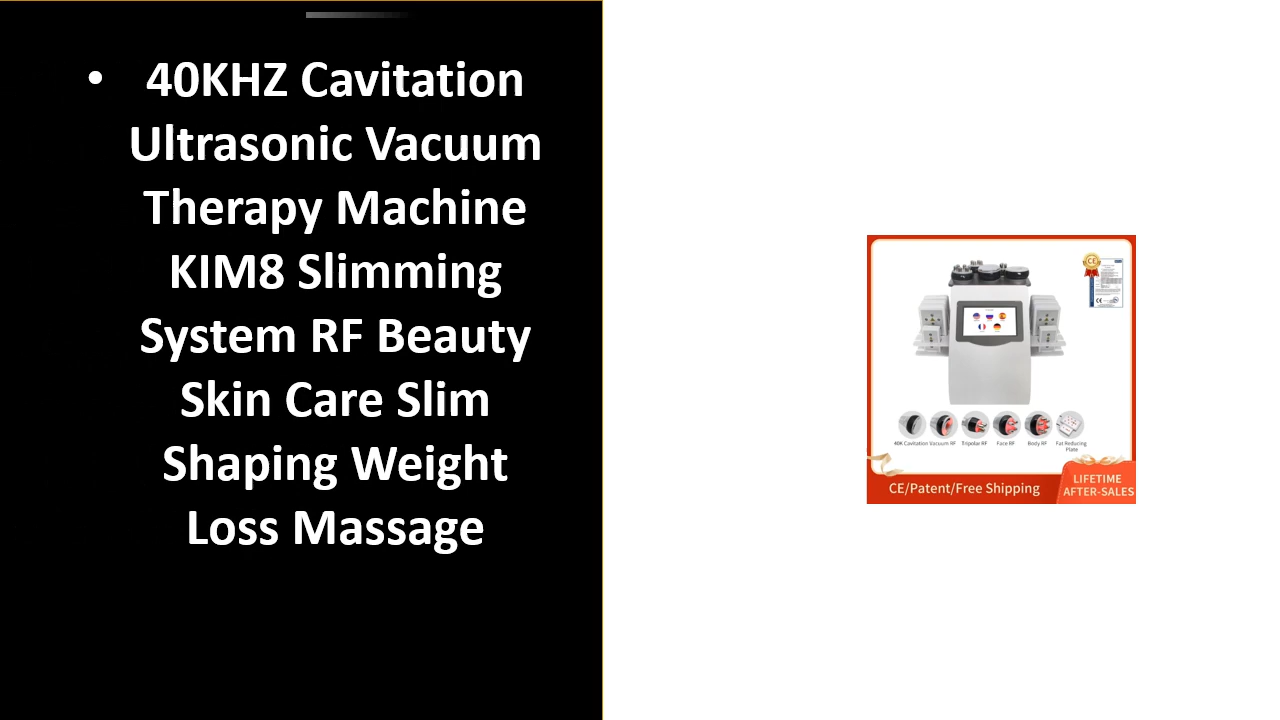 • 40KHZ Cavitation
Ultrasonic Vacuum
Therapy Machine
KIM8 Slimming
System RF Beauty
Skin Care Slim
Shaping Weight
Loss Massage
CE
40K Cavitation Vacuum RF Tripolar RF Face RF Body RF Fat Reducing
Plate
CE/Patent/Free Shipping
LIFETIME
AFTER-SALES